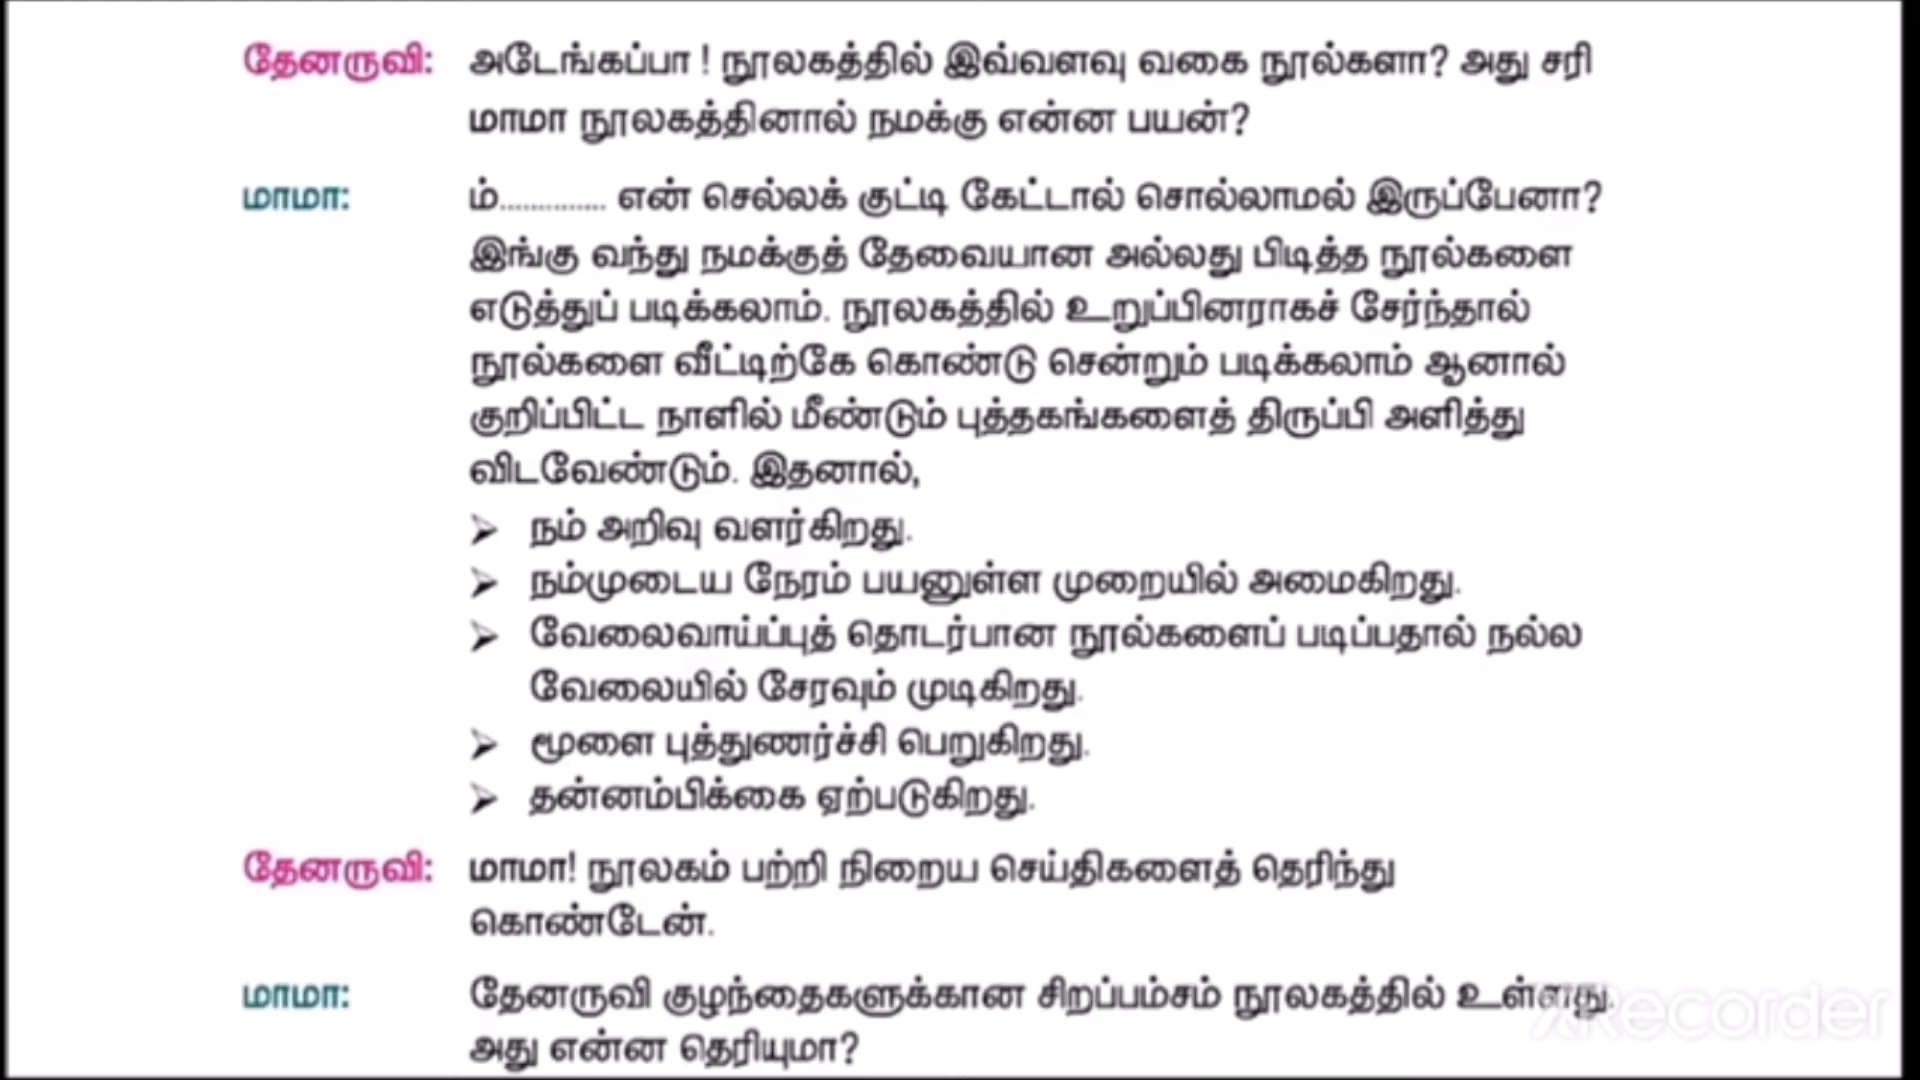 தேனருவி: அடேங்கப்பா ! நூலகத்தில் இவ்வளவு வகை நூல்களா? அது சரி
மாமா நூலகத்தினால் நமக்கு என்ன பயன்?
மாமா: ம்.............. என் செல்லக் குட்டி கேட்டால் சொல்லாமல் இருப்பேனா?
இங்கு வந்து நமக்குத் தேவையான அல்லது பிடித்த நூல்களை
எடுத்துப் படிக்கலாம். நூலகத்தில் உறுப்பினராகச் சேர்ந்தால்
நூல்களை வீட்டிற்கே கொண்டு சென்றும் படிக்கலாம் ஆனால்
குறிப்பிட்ட நாளில் மீண்டும் புத்தகங்களைத் திருப்பி அளித்து
விடவேண்டும். இதனால்,
➢ நம் அறிவு வளர்கிறது.
➢ நம்முடைய நேரம் பயனுள்ள முறையில் அமைகிறது.
➢ வேலைவாய்ப்புத் தொடர்பான நூல்களைப் படிப்பதால் நல்ல
வேலையில் சேரவும் முடிகிறது.
➢ மூளை புத்துணர்ச்சி பெறுகிறது.
➢ தன்னம்பிக்கை ஏற்படுகிறது.
தேனருவி: மாமா! நூலகம் பற்றி நிறைய செய்திகளைத் தெரிந்து
கொண்டேன்.
மாமா: தேனருவி குழந்தைகளுக்கான சிறப்பம்சம் நூலகத்தில் உள்ளது.
அது என்ன தெரியுமா?
XRecorder